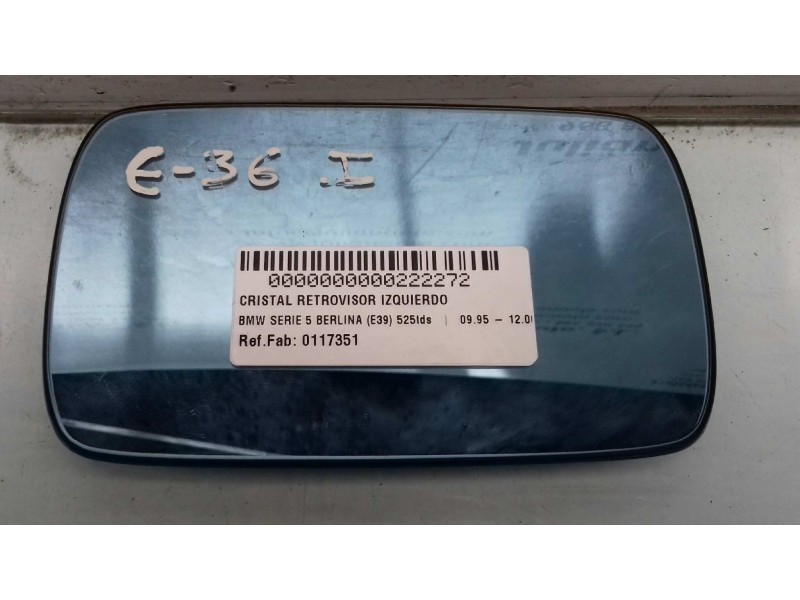 E-36 I
0000000000222272
CRISTAL RETROVISOR IZQUIERDO
BMW SERIE 5 BERLINA (E39) 525tds | 09.95 – 12.0
Ref.Fab: 0117351